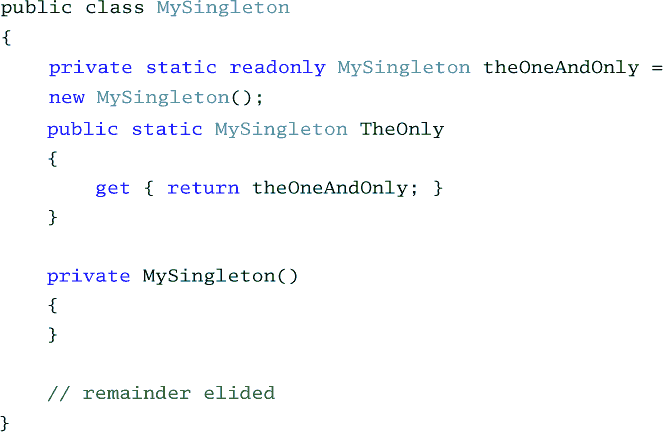 public class MySingleton
{
    private static readonly MySingleton theOneAndOnly =
    new MySingleton();
    public static MySingleton TheOnly
    {
        get { return theOneAndOnly; }
    }

    private MySingleton()
    {
    }

    // remainder elided
}